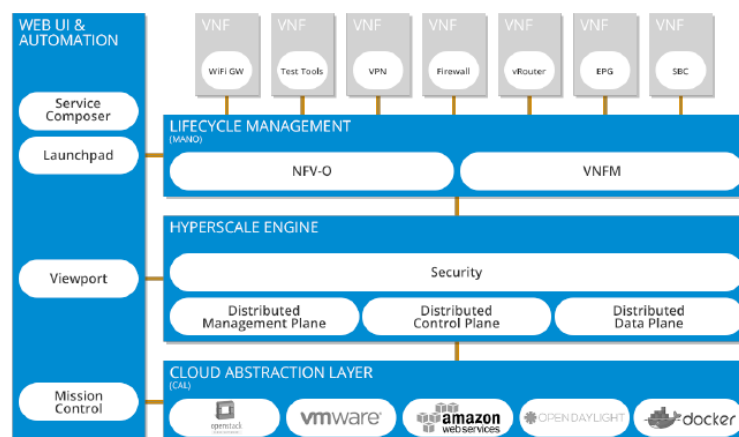 WEB UI &
AUTOMATION
Service
Composer
Launchpad
Viewport
Mission
Control
VNF
VNF
VNF
VNF
VNF
VNF
VNF
WiFi GW
Test Tools
VPN
Firewall
vRouter
EPG
SBC
LIFECYCLE MANAGEMENT
(MANO)
NFV-O
VNFM
HYPERSCALE ENGINE
Security
Distributed
Management Plane
Distributed
Control Plane
Distributed
Data Plane
CLOUD ABSTRACTION LAYER
(CAL)
openstack
vmware
amazon
webservices
OPENDAYLIGHT
docker